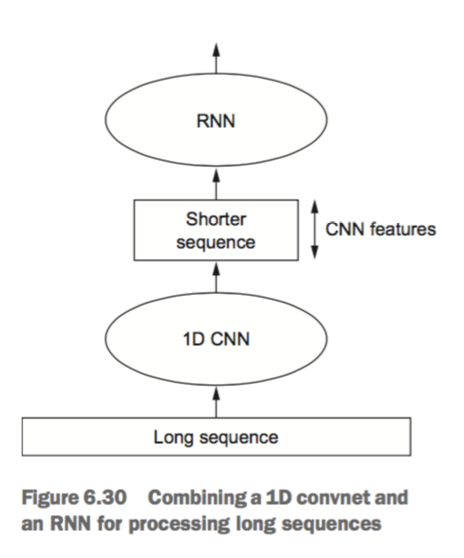 RNN
Shorter
sequence
CNN features
1D CNN
Long sequence
Figure 6.30 Combining a 1D convnet and
an RNN for processing long sequences